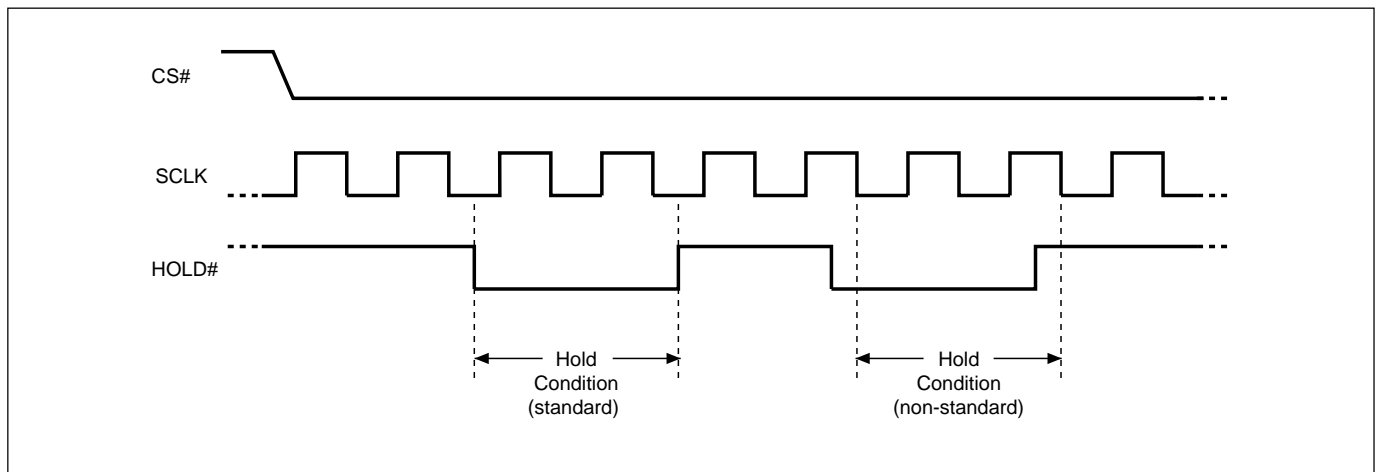 CS#
SCLK
HOLD#
Hold
Condition
(standard)
Hold
Condition
(non-standard)